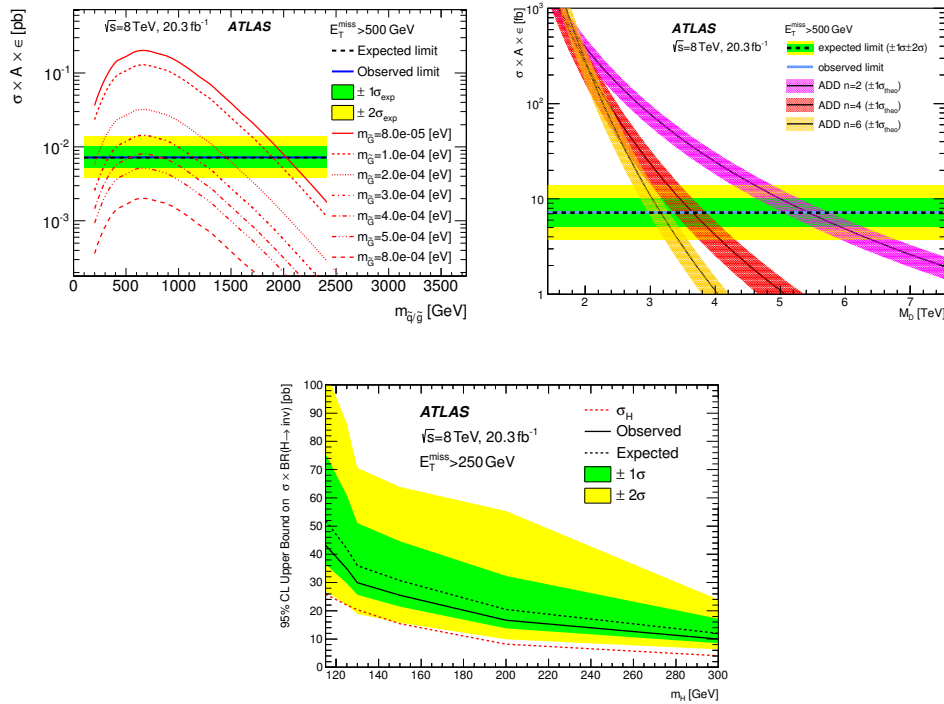 √s=8 TeV, 20.3 fb⁻¹ ATLAS
E_T^miss>500 GeV
Expected limit
Observed limit
± 1σ_exp
± 2σ_exp
m_G̃=8.0e-05 [eV]
m_G̃=1.0e-04 [eV]
m_G̃=2.0e-04 [eV]
m_G̃=3.0e-04 [eV]
m_G̃=4.0e-04 [eV]
m_G̃=5.0e-04 [eV]
m_G̃=8.0e-04 [eV]
σ × A × ε [pb]
10⁻¹
10⁻²
10⁻³
0 500 1000 1500 2000 2500 3000 3500
m_q̃/g̃ [GeV]
ATLAS
√s=8 TeV, 20.3 fb⁻¹
E_T^miss>500 GeV
expected limit (±1σ±2σ)
observed limit
ADD n=2 (±1σ_theo)
ADD n=4 (±1σ_theo)
ADD n=6 (±1σ_theo)
σ × A × ε [fb]
10³
10²
10
1
2 3 4 5 6 7
M_D [TeV]
ATLAS
√s=8 TeV, 20.3 fb⁻¹
E_T^miss>250 GeV
σ_H
Observed
Expected
± 1σ
± 2σ
95% CL Upper Bound on σ × BR(H→ inv) [pb]
100
90
80
70
60
50
40
30
20
10
0
120 140 160 180 200 220 240 260 280 300
m_H [GeV]